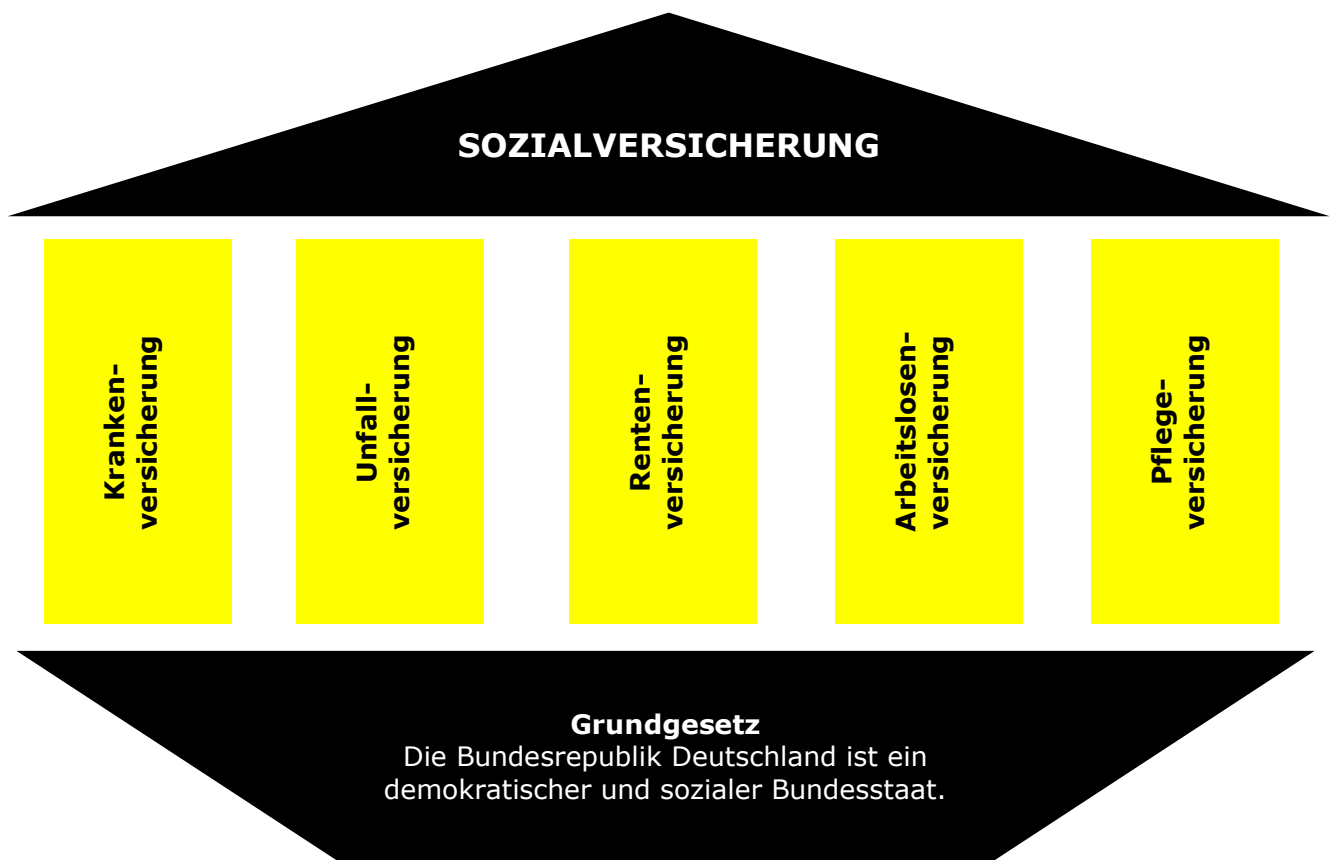 SOZIALVERSICHERUNG
Kranken-
versicherung
Unfall-
versicherung
Renten-
versicherung
Arbeitslosen-
versicherung
Pflege-
versicherung
Grundgesetz
Die Bundesrepublik Deutschland ist ein
demokratischer und sozialer Bundesstaat.